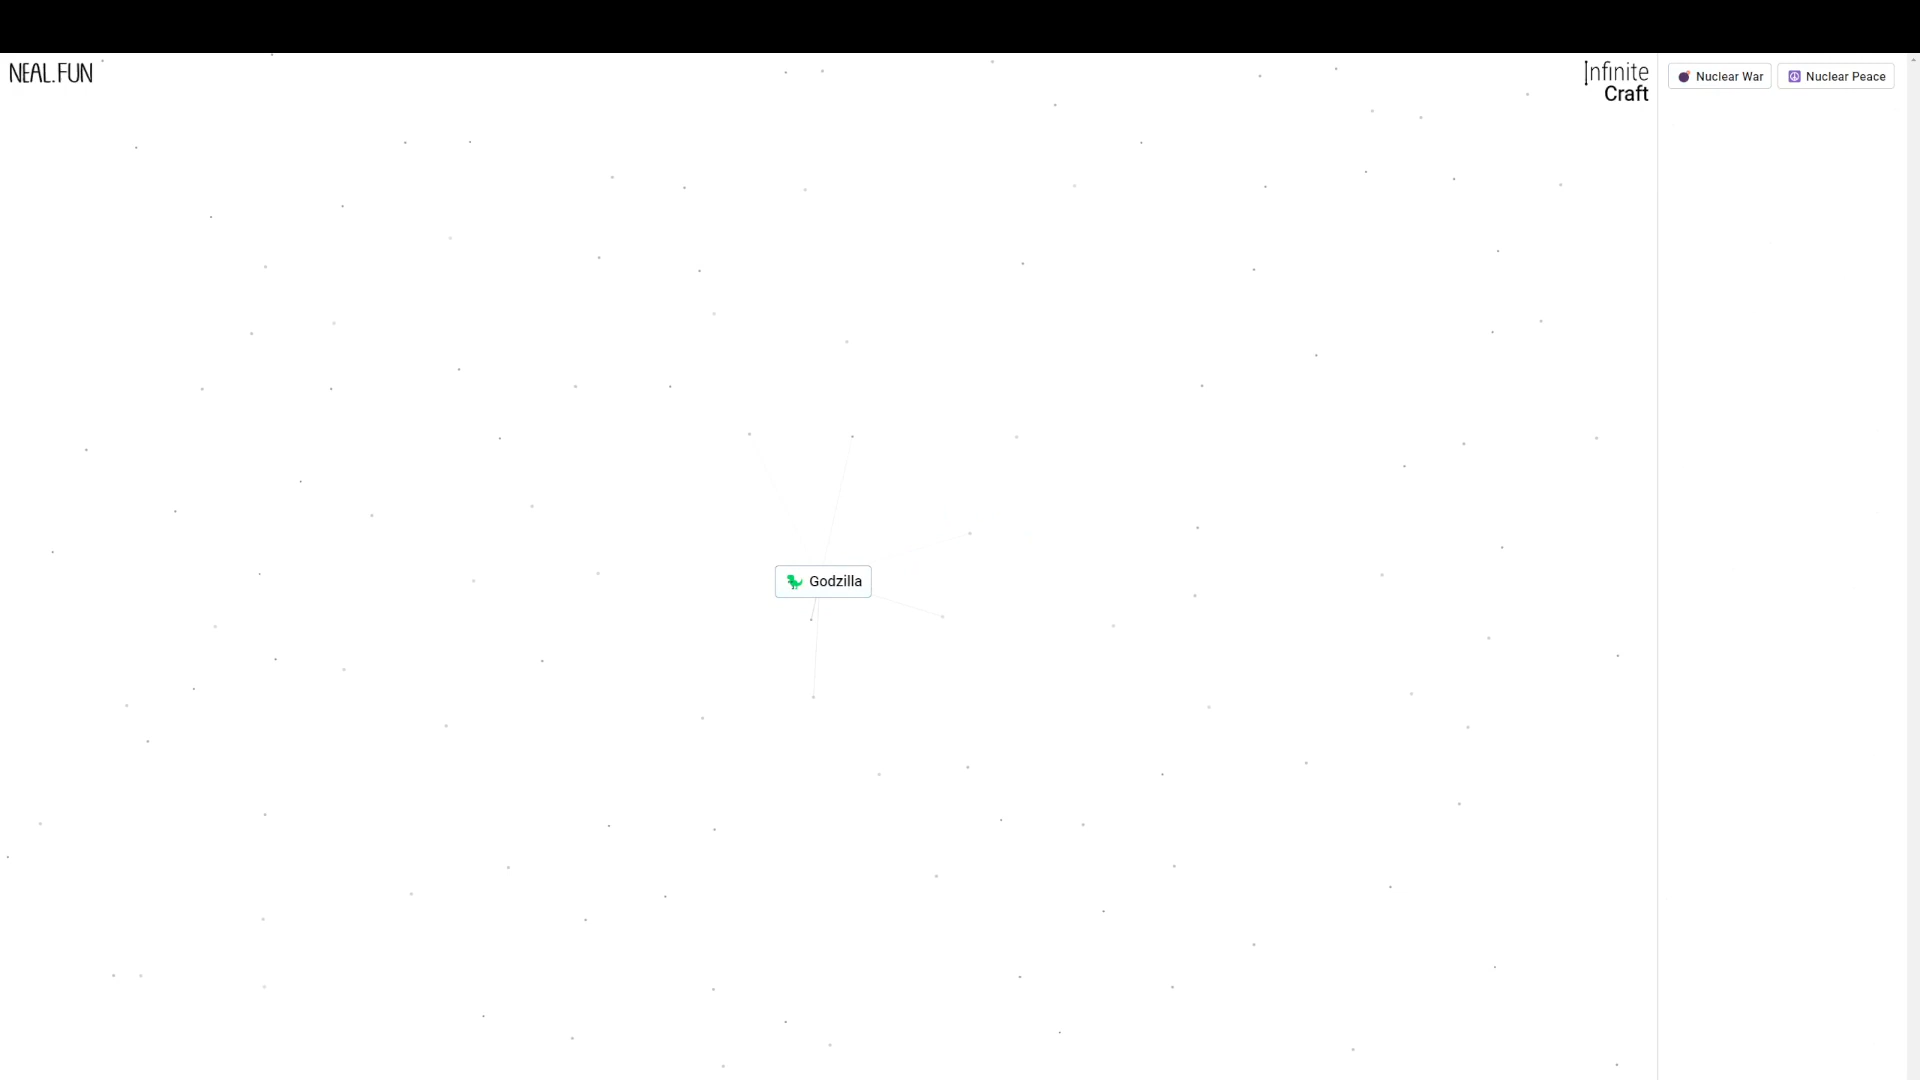 NEAL.FUN
Infinite
Craft
Nuclear War
Nuclear Peace
Godzilla